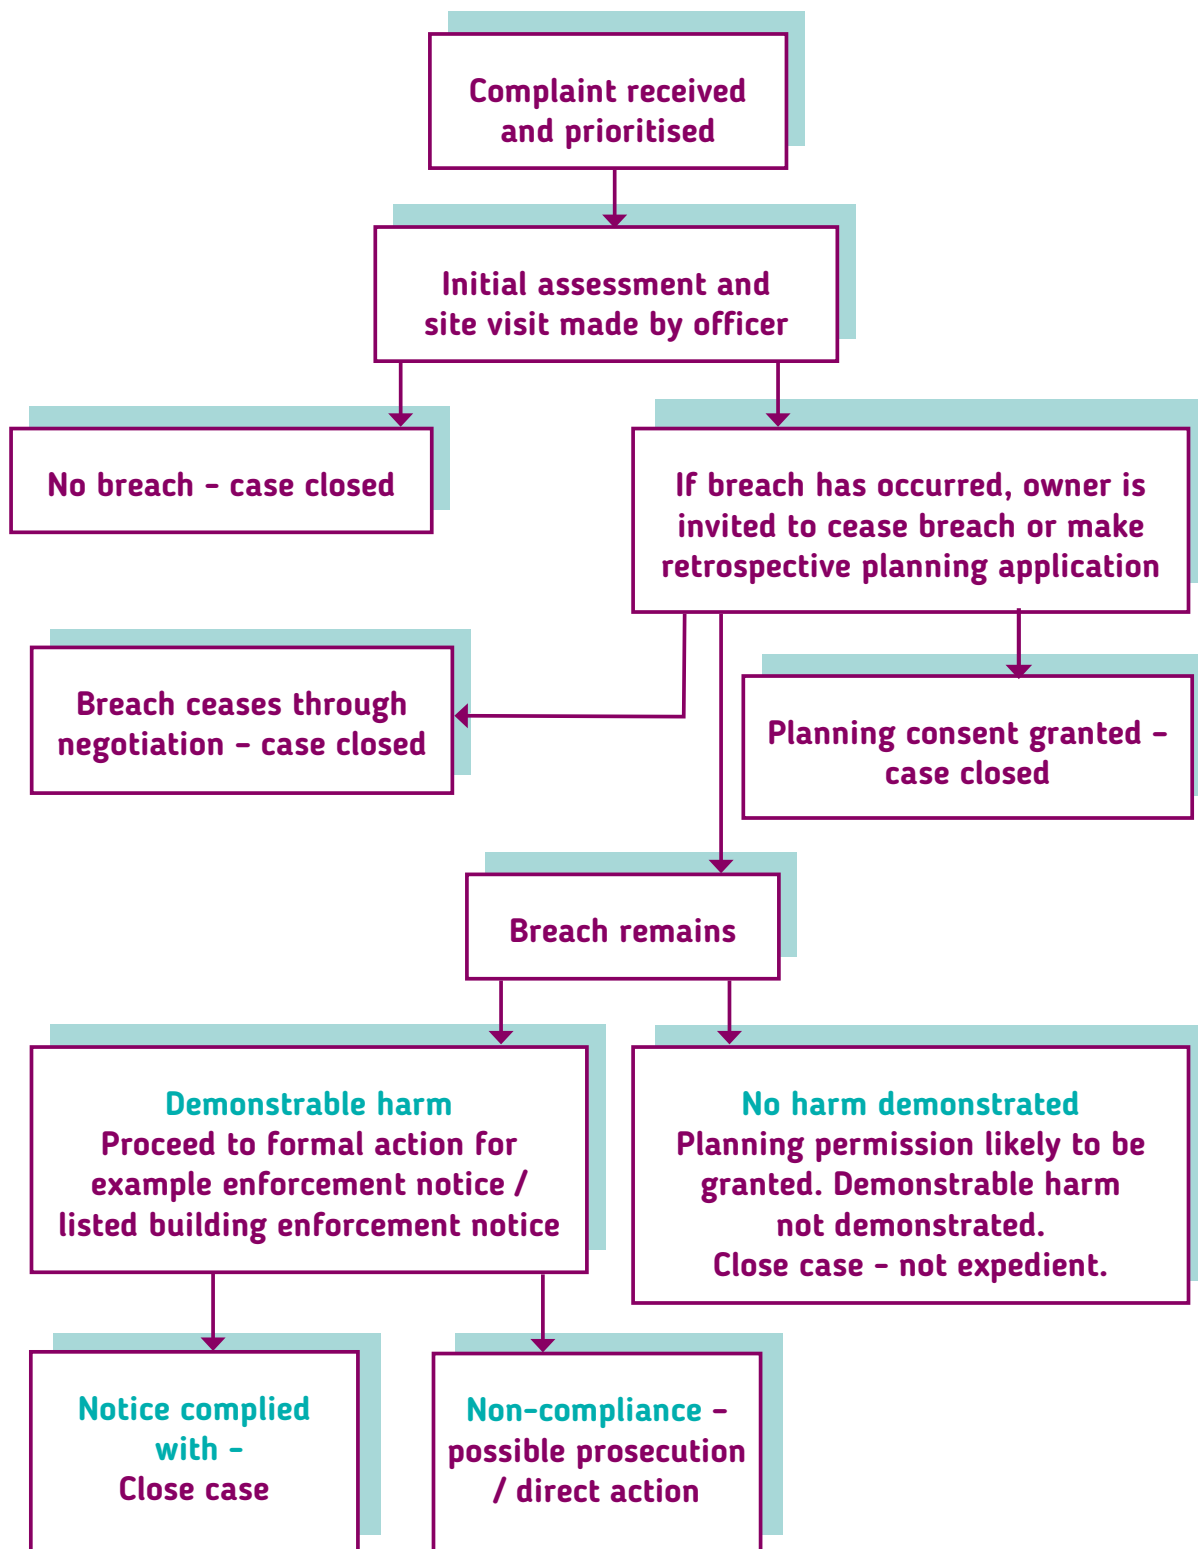 Complaint received
and prioritised
Initial assessment and
site visit made by officer
No breach – case closed
If breach has occurred, owner is
invited to cease breach or make
retrospective planning application
Breach ceases through
negotiation – case closed
Planning consent granted –
case closed
Breach remains
Demonstrable harm
Proceed to formal action for
example enforcement notice /
listed building enforcement notice
No harm demonstrated
Planning permission likely to be
granted. Demonstrable harm
not demonstrated.
Close case – not expedient.
Notice complied
with –
Close case
Non-compliance –
possible prosecution
/ direct action